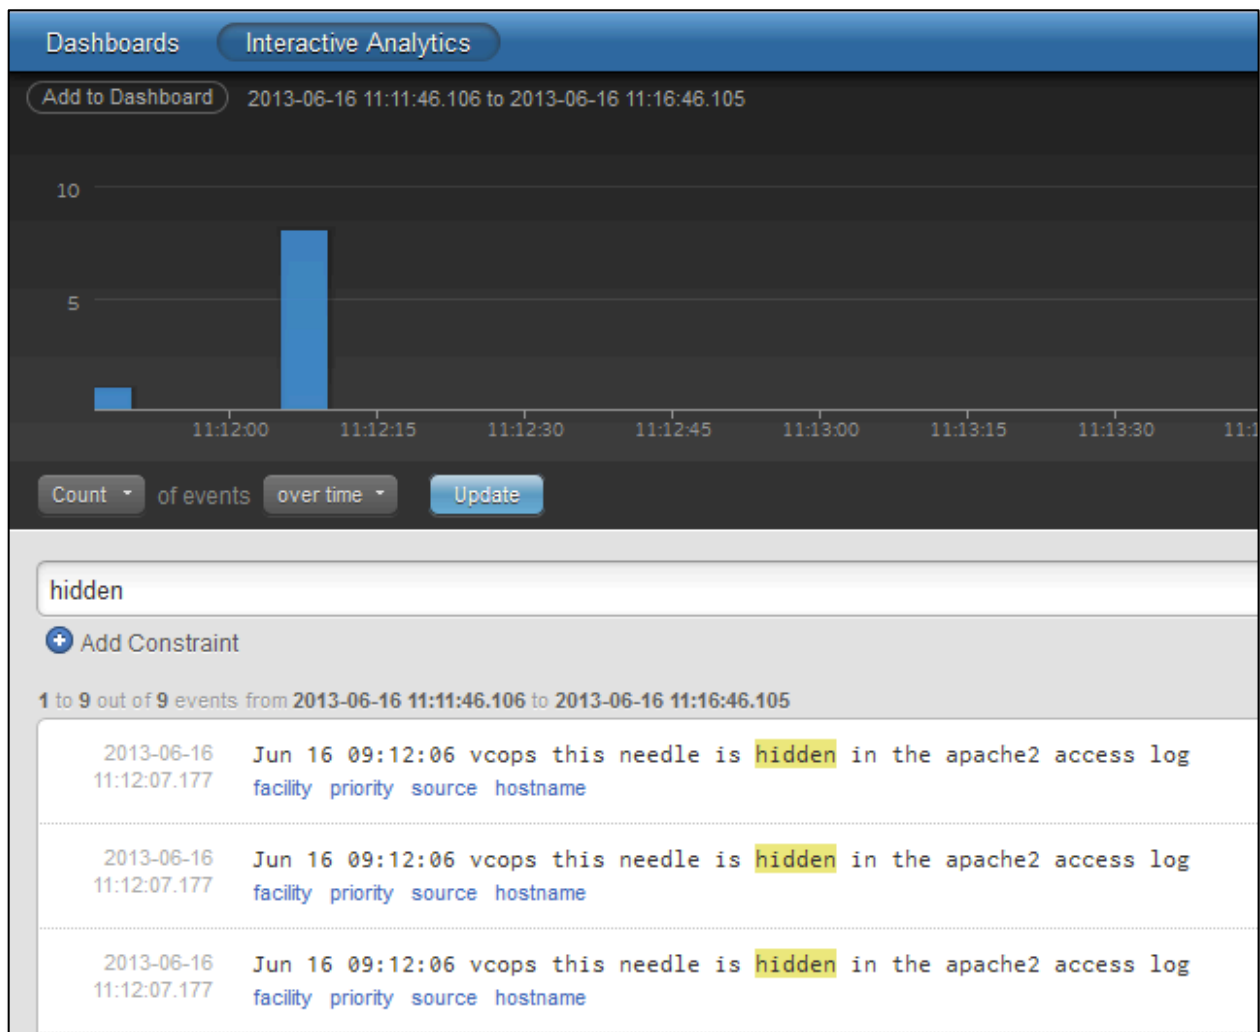 Dashboards Interactive Analytics
Add to Dashboard 2013-06-16 11:11:46.106 to 2013-06-16 11:16:46.105
10
5
11:12:00 11:12:15 11:12:30 11:12:45 11:13:00 11:13:15 11:13:30
Count of events over time Update
hidden
Add Constraint
1 to 9 out of 9 events from 2013-06-16 11:11:46.106 to 2013-06-16 11:16:46.105
2013-06-16 Jun 16 09:12:06 vcops this needle is hidden in the apache2 access log
11:12:07.177 facility priority source hostname
2013-06-16 Jun 16 09:12:06 vcops this needle is hidden in the apache2 access log
11:12:07.177 facility priority source hostname
2013-06-16 Jun 16 09:12:06 vcops this needle is hidden in the apache2 access log
11:12:07.177 facility priority source hostname